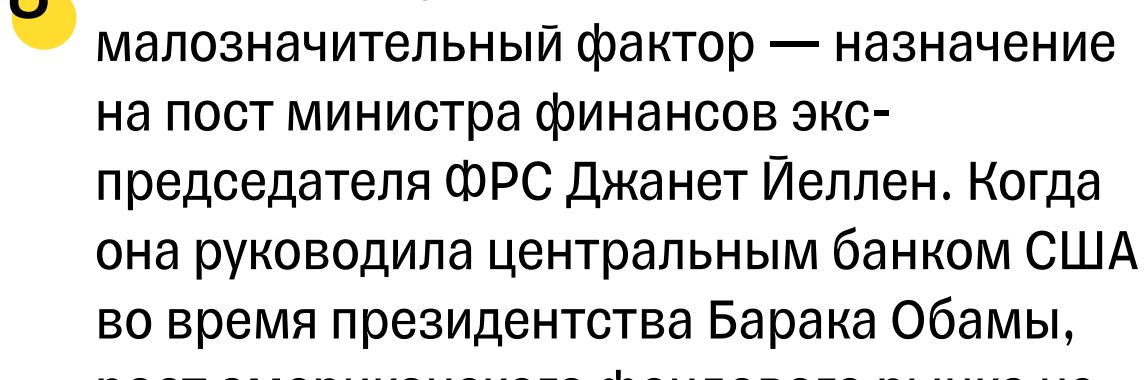 малозначительный фактор — назначение
на пост министра финансов экс-
председателя ФРС Джанет Йеллен. Когда
она руководила центральным банком США
во время президентства Барака Обамы,